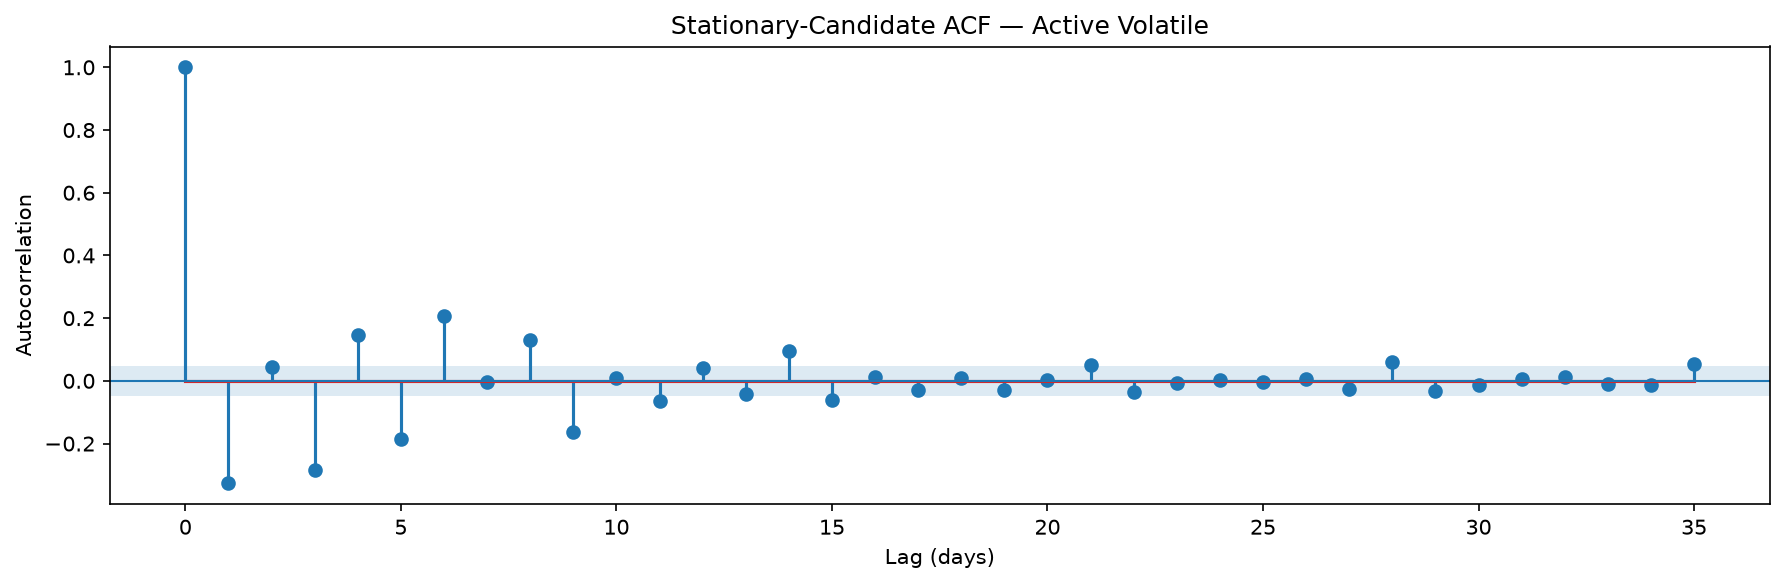 Stationary-Candidate ACF — Active Volatile
Autocorrelation
1.0
0.8
0.6
0.4
0.2
0.0
−0.2
0 5 10 15 20 25 30 35
Lag (days)